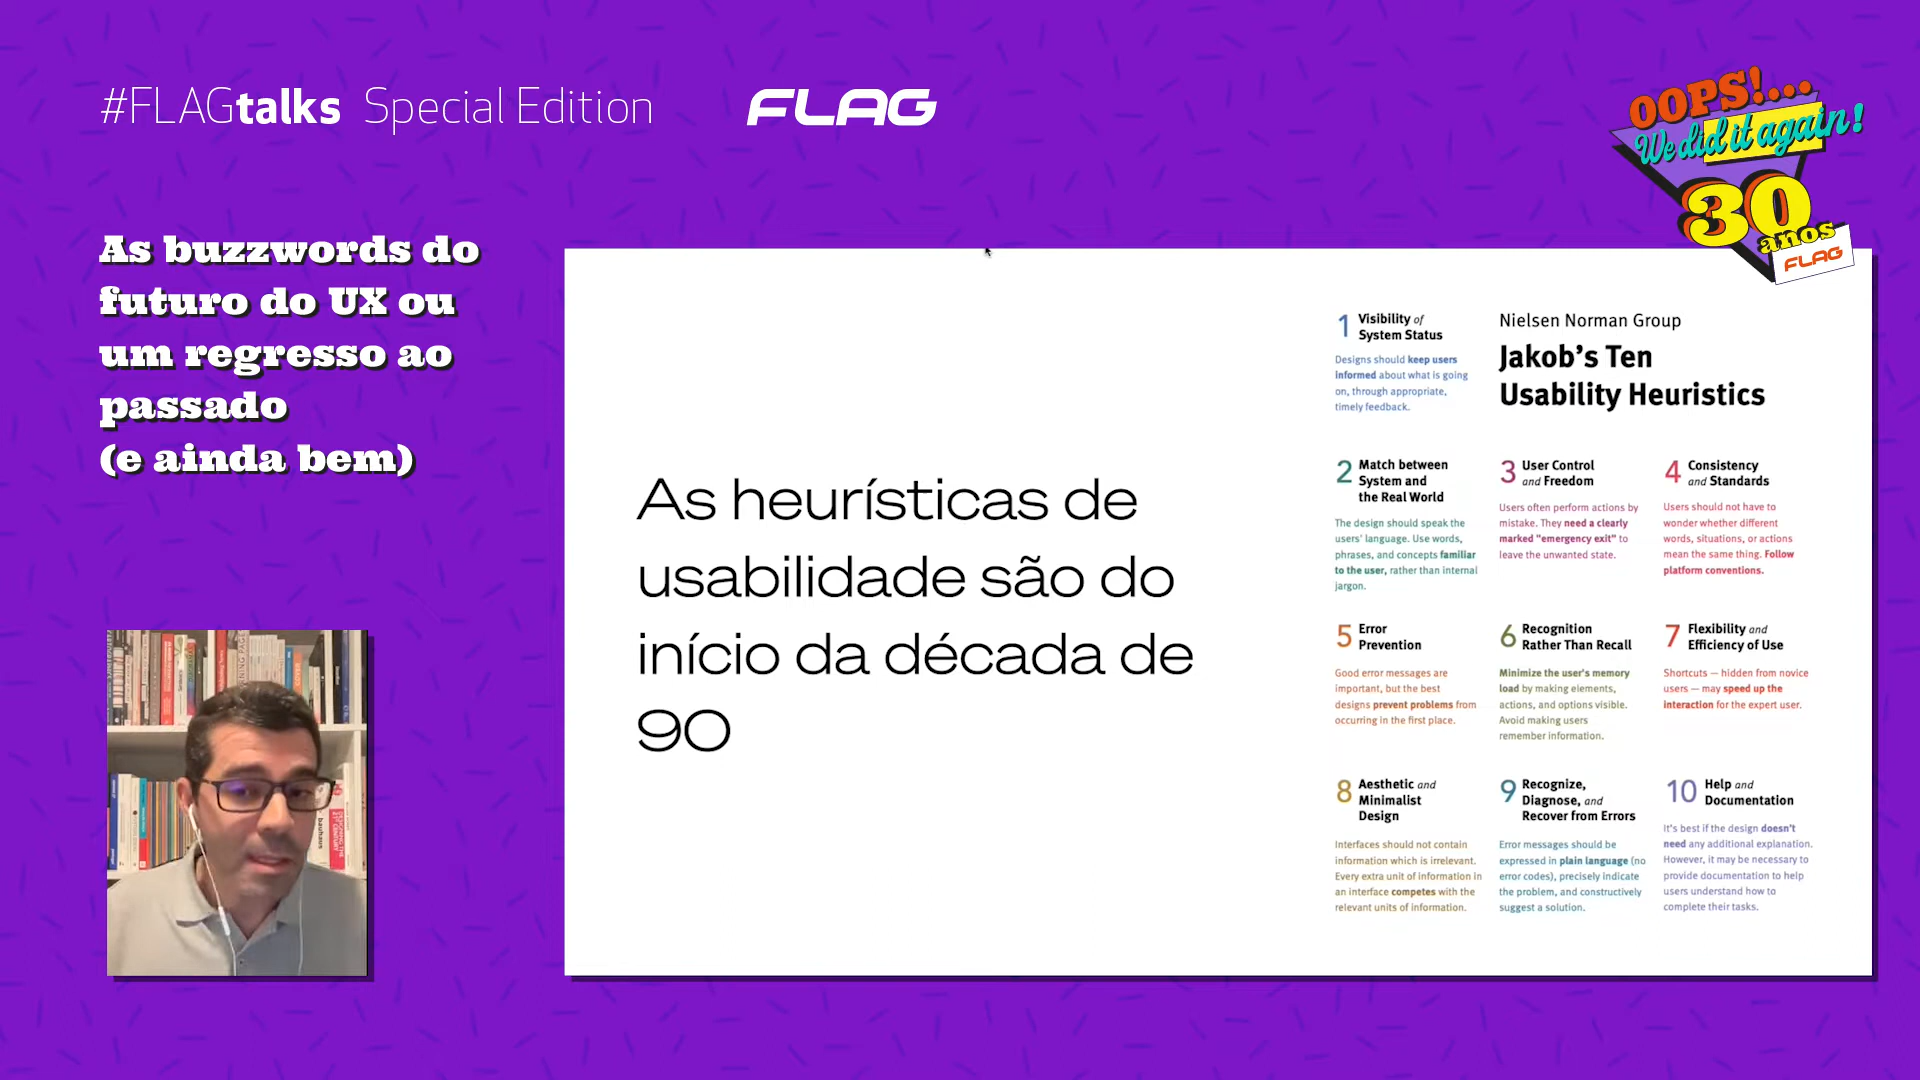 #FLAGtalks Special Edition
FLAG
OOPS!...
We did it again!
30
anos
FLAG
As buzzwords do
futuro do UX ou
um regresso ao
passado
(e ainda bem)
As heurísticas de
usabilidade são do
início da década de
90
Nielsen Norman Group
Jakob's Ten
Usability Heuristics
1 Visibility of
System Status
Designs should keep users
informed about what is going
on, through appropriate,
timely feedback.
2 Match between
System and
the Real World
The design should speak the
users' language. Use words,
phrases, and concepts familiar
to the user, rather than internal
jargon.
3 User Control
and Freedom
Users often perform actions by
mistake. They need a clearly
marked "emergency exit" to
leave the unwanted state.
4 Consistency
and Standards
Users should not have to
wonder whether different
words, situations, or actions
mean the same thing. Follow
platform conventions.
5 Error
Prevention
Good error messages are
important, but the best
designs prevent problems from
occurring in the first place.
6 Recognition
Rather Than Recall
Minimize the user's memory
load by making elements,
actions, and options visible.
Avoid making users
remember information.
7 Flexibility and
Efficiency of Use
Shortcuts — hidden from novice
users — may speed up the
interaction for the expert user.
8 Aesthetic and
Minimalist
Design
Interfaces should not contain
information which is irrelevant.
Every extra unit of information in
an interface competes with the
relevant units of information.
9 Recognize,
Diagnose, and
Recover from Errors
Error messages should be
expressed in plain language (no
error codes), precisely indicate
the problem, and constructively
suggest a solution.
10 Help and
Documentation
It's best if the design doesn't
need any additional explanation.
However, it may be necessary to
provide documentation to help
users understand how to
complete their tasks.
bauhaus